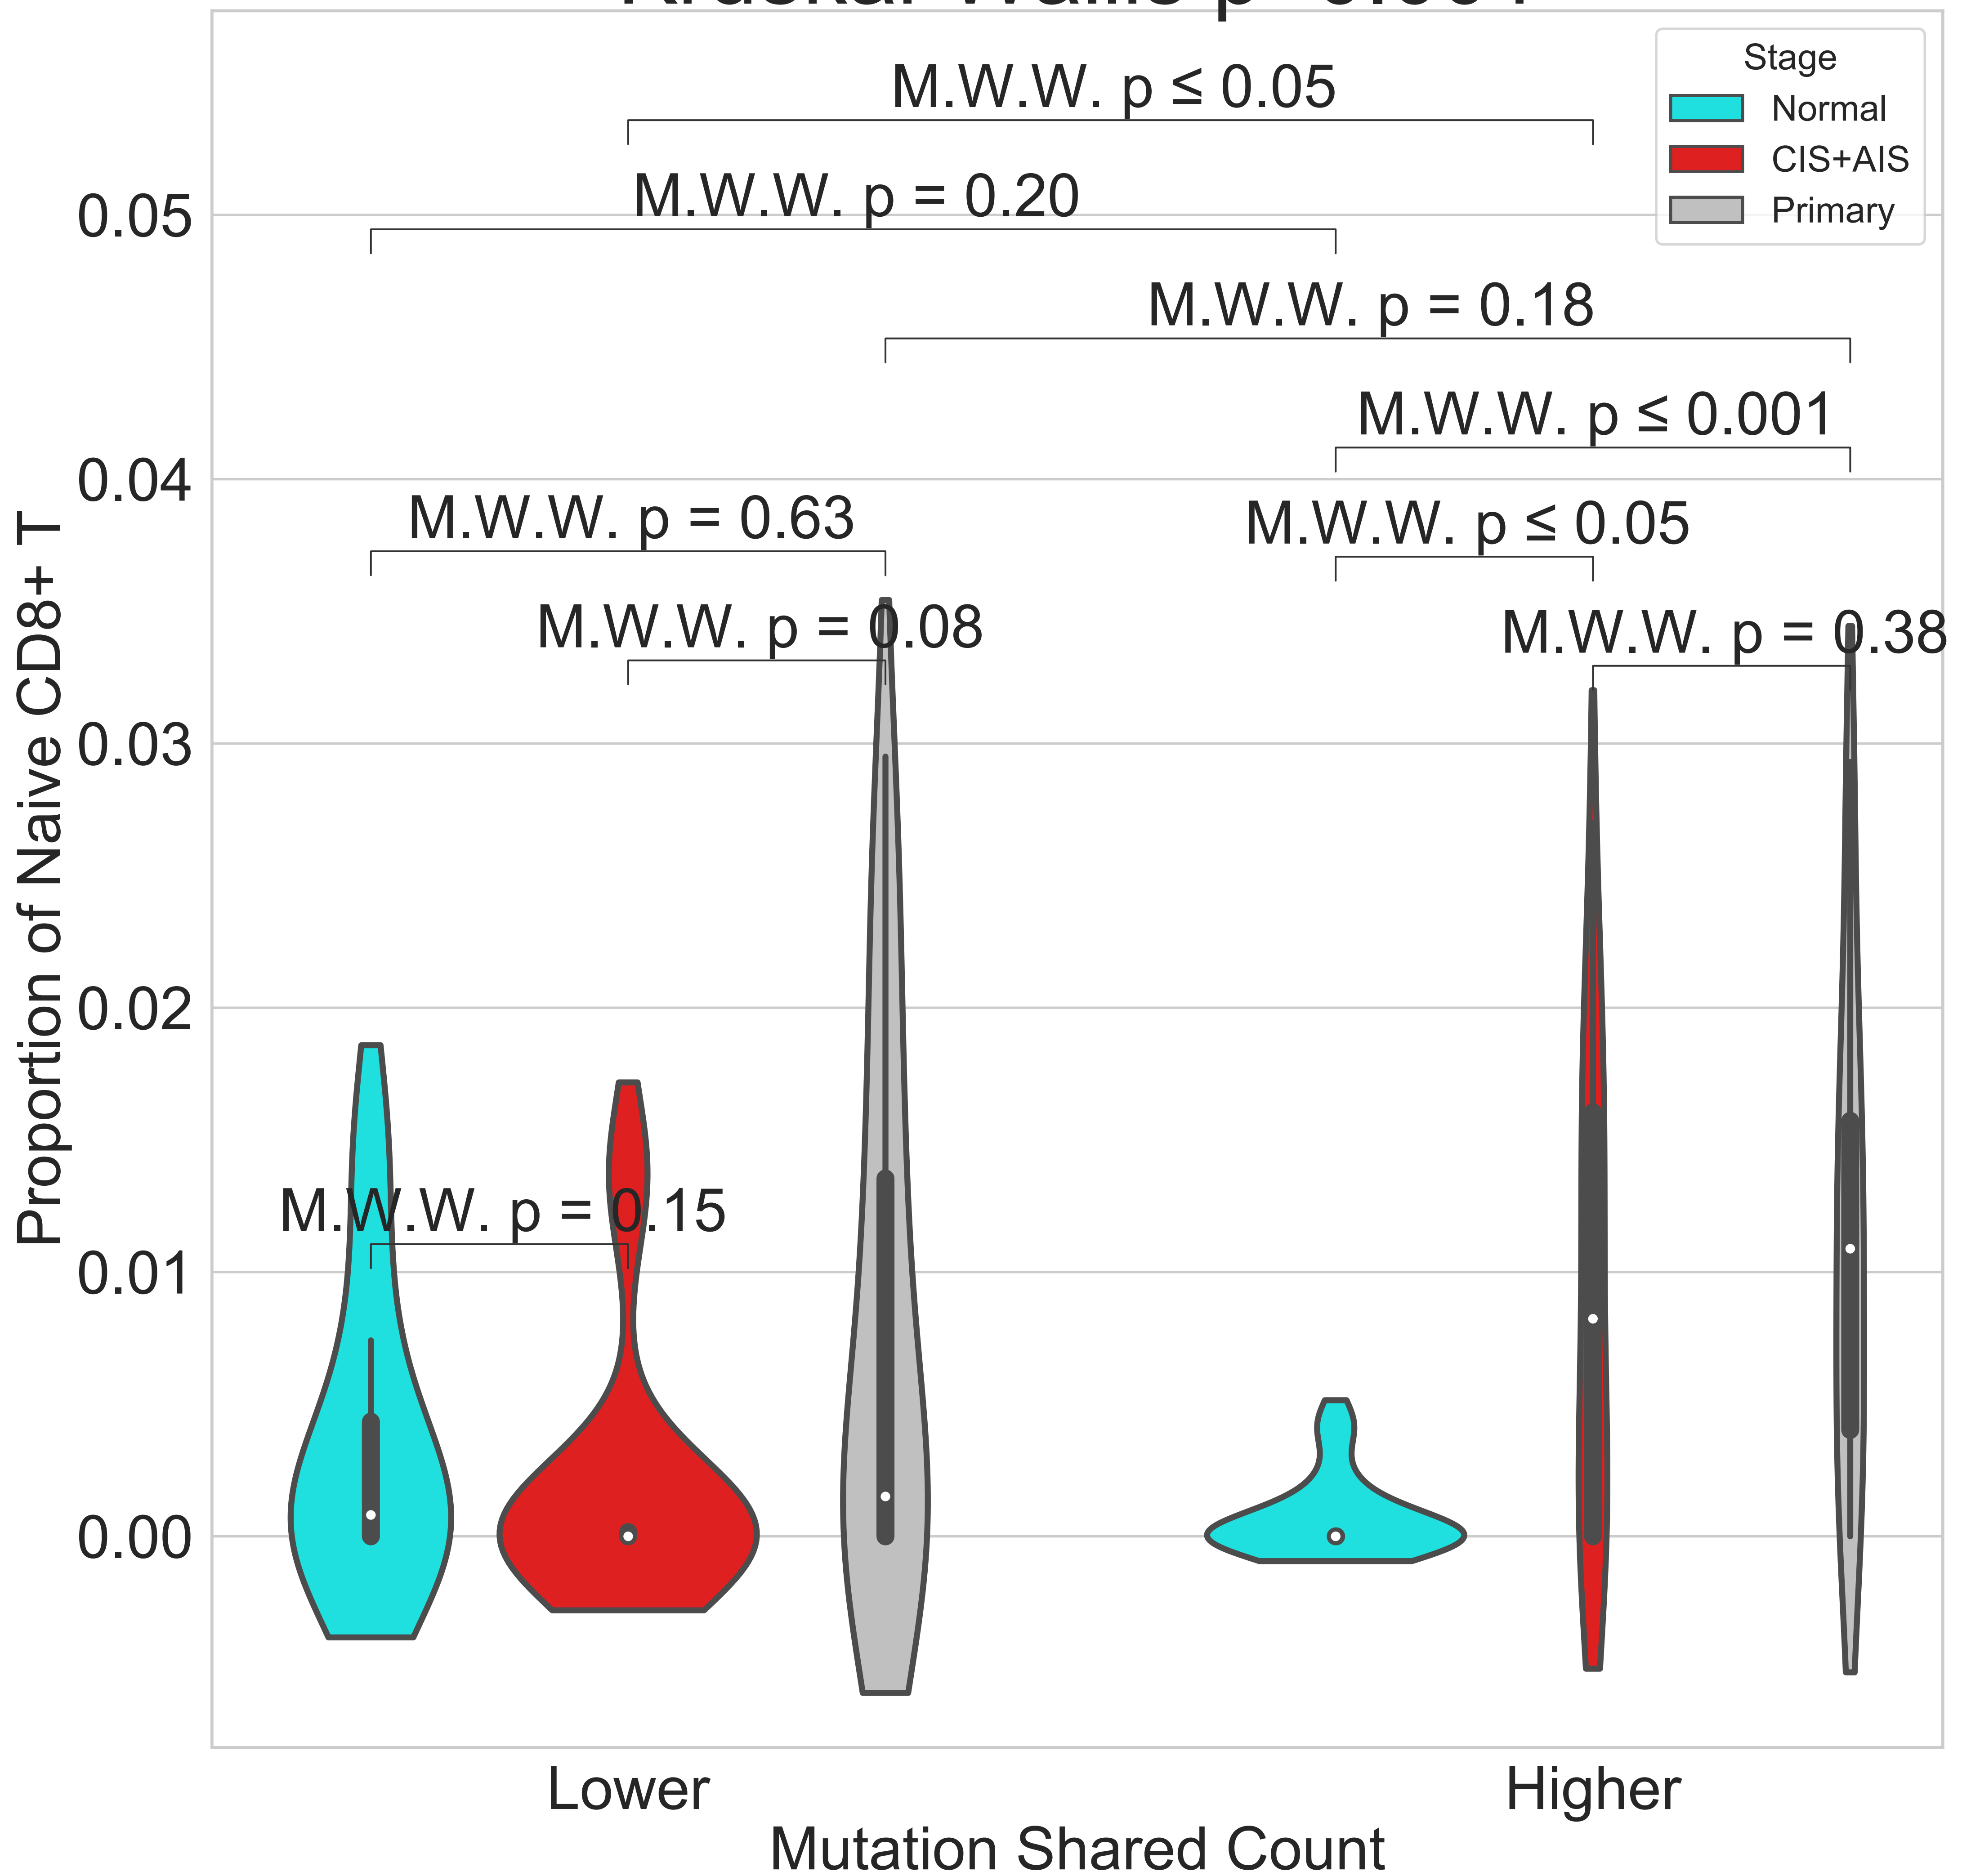 Stage
Normal
CIS+AIS
Primary
M.W.W. p ≤ 0.05
M.W.W. p = 0.20
M.W.W. p = 0.18
M.W.W. p ≤ 0.001
M.W.W. p = 0.63
M.W.W. p ≤ 0.05
M.W.W. p = 0.08
M.W.W. p = 0.38
M.W.W. p = 0.15
0.05
0.04
0.03
0.02
0.01
0.00
Proportion of Naive CD8+ T
Lower
Higher
Mutation Shared Count